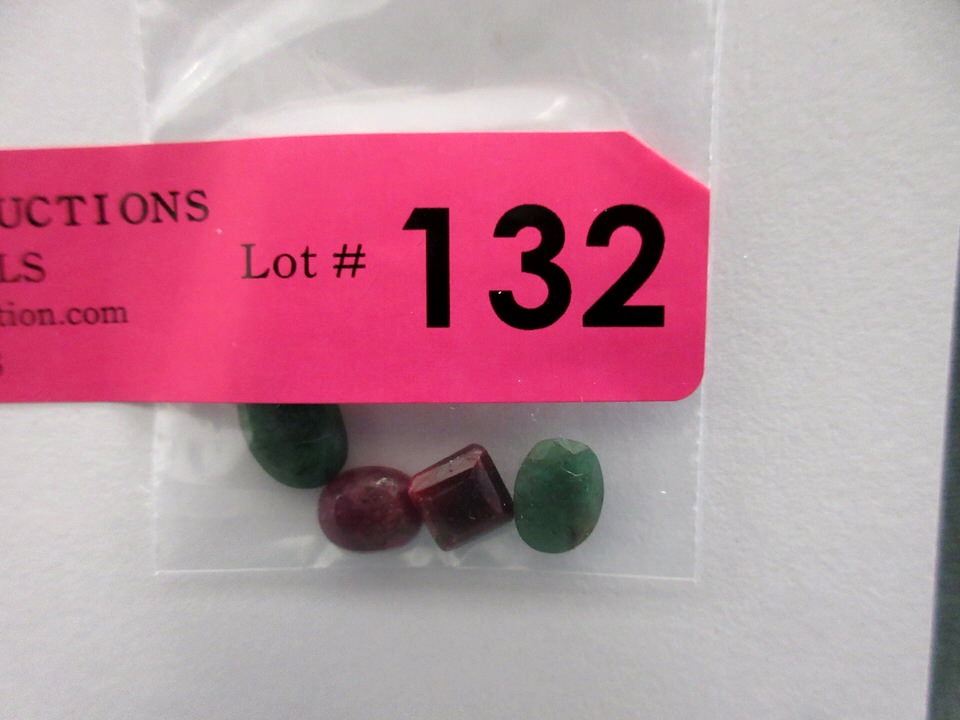 UCTIONS
LS
tion.com
Lot # 132